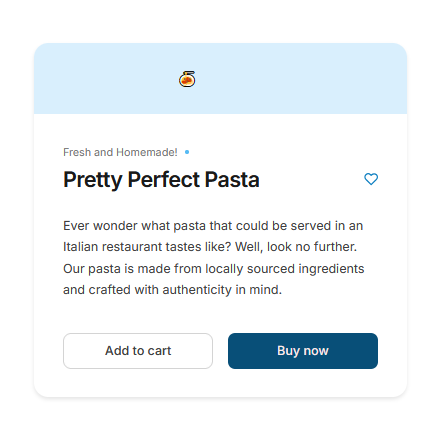 Fresh and Homemade!
Pretty Perfect Pasta
Ever wonder what pasta that could be served in an
Italian restaurant tastes like? Well, look no further.
Our pasta is made from locally sourced ingredients
and crafted with authenticity in mind.
Add to cart
Buy now